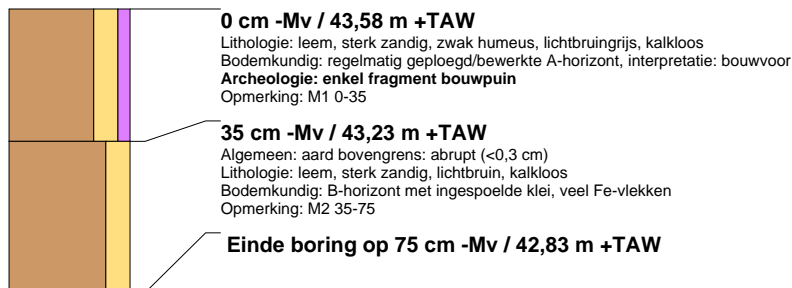 0 cm -Mv / 43,58 m +TAW
Lithologie: leem, sterk zandig, zwak humeus, lichtbruingrijs, kalkloos
Bodemkundig: regelmatig geploegd/bewerkte A-horizont, interpretatie: bouwvoor
Archeologie: enkel fragment bouwpuin
Opmerking: M1 0-35
35 cm -Mv / 43,23 m +TAW
Algemeen: aard bovengrens: abrupt (<0,3 cm)
Lithologie: leem, sterk zandig, lichtbruin, kalkloos
Bodemkundig: B-horizont met ingespoelde klei, veel Fe-vlekken
Opmerking: M2 35-75
Einde boring op 75 cm -Mv / 42,83 m +TAW